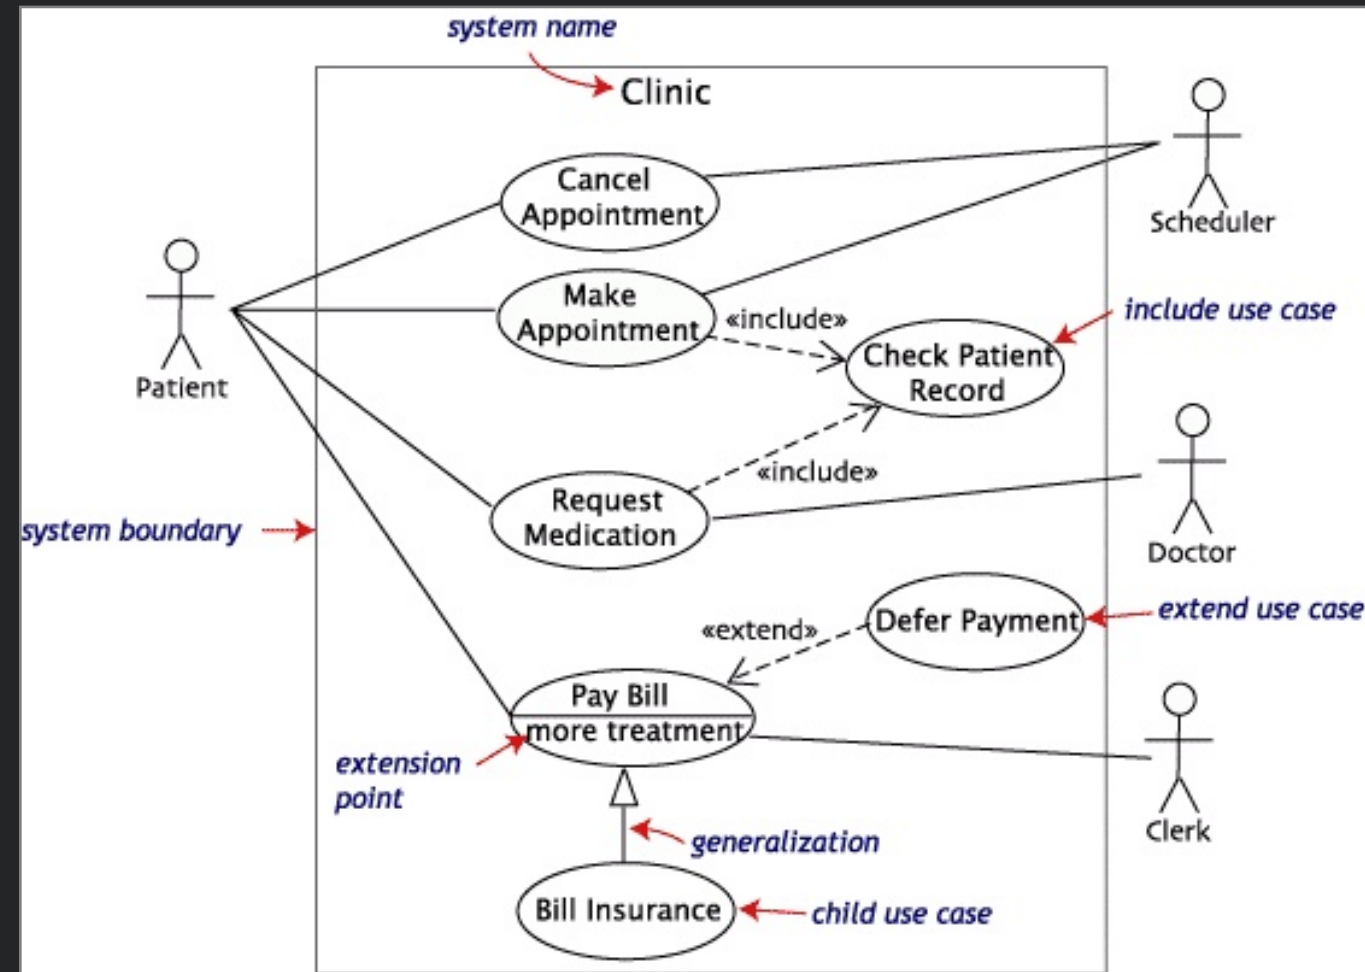 system name
Clinic
Cancel
Appointment
Scheduler
Make
Appointment
«include»
include use case
Check Patient
Record
Patient
«include»
Request
Medication
system boundary
Doctor
Defer Payment
extend use case
«extend»
Pay Bill
more treatment
extension
point
Clerk
generalization
Bill Insurance
child use case